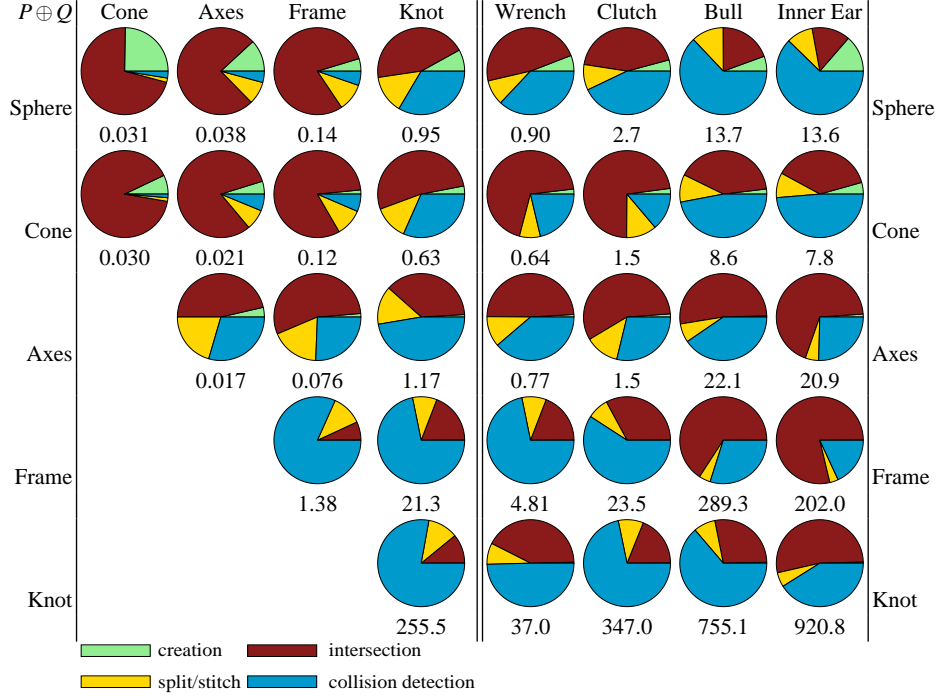 P ⊕ Q Cone Axes Frame Knot Wrench Clutch Bull Inner Ear
Sphere Sphere
0.031 0.038 0.14 0.95 0.90 2.7 13.7 13.6
Cone Cone
0.030 0.021 0.12 0.63 0.64 1.5 8.6 7.8
Axes Axes
0.017 0.076 1.17 0.77 1.5 22.1 20.9
Frame Frame
1.38 21.3 4.81 23.5 289.3 202.0
Knot Knot
255.5 37.0 347.0 755.1 920.8
creation intersection
split/stitch collision detection